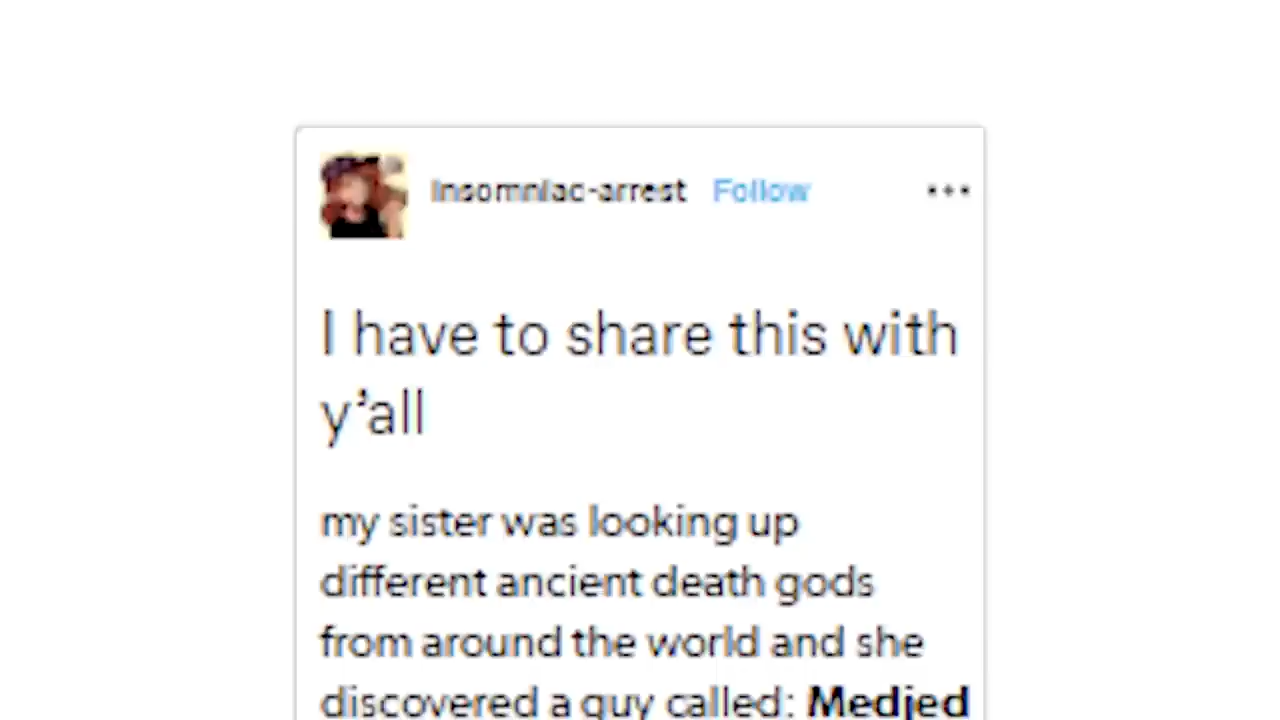 insomniac-arrest Follow
I have to share this with
y’all
my sister was looking up
different ancient death gods
from around the world and she
discovered a guy called: Medjed